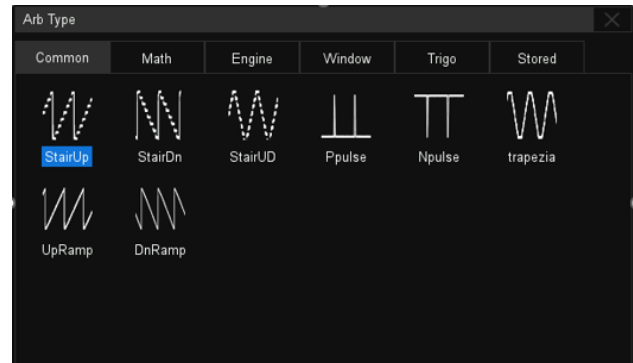 Arb Type
Common Math Engine Window Trigo Stored
StairUp StairDn StairUD Ppulse Npulse trapezia
UpRamp DnRamp